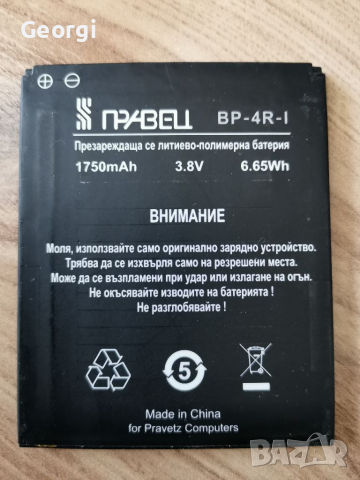 Georgi
ПРАВЕЦ BP-4R-I
Презареждаща се литиево-полимерна батерия
1750mAh 3.8V 6.65Wh
ВНИМАНИЕ
Моля, използвайте само оригинално зарядно устройство.
Трябва да се изхвърля само на разрешени места.
Може да се възпламени при удар или излагане на огън.
Не окъсявайте изводите на батерията !
Не разглобявайте !
5
Made in China
for Pravetz Computers
BAZAR
bg